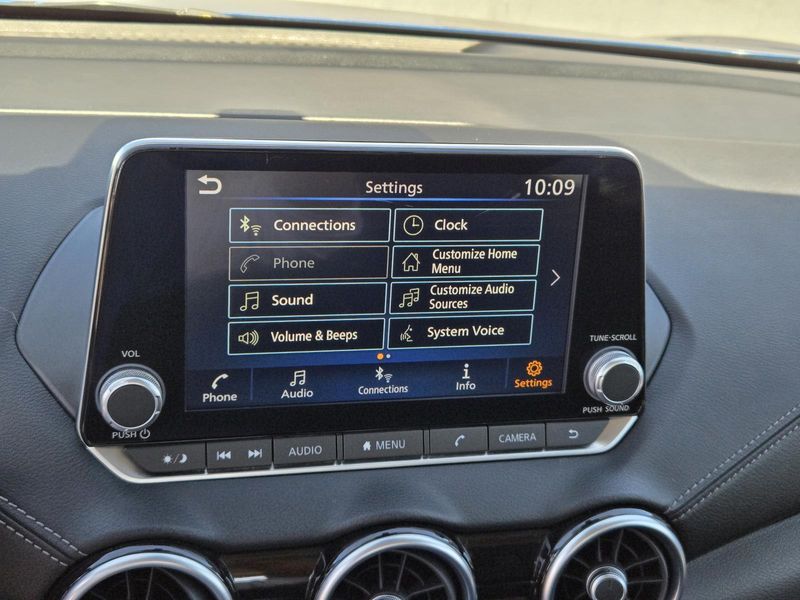 Settings
10:09
Connections
Clock
Phone
Customize Home
Menu
Sound
Customize Audio
Sources
Volume & Beeps
System Voice
Phone
Audio
Connections
Info
Settings
VOL
PUSH
TUNE·SCROLL
PUSH SOUND
AUDIO
MENU
CAMERA